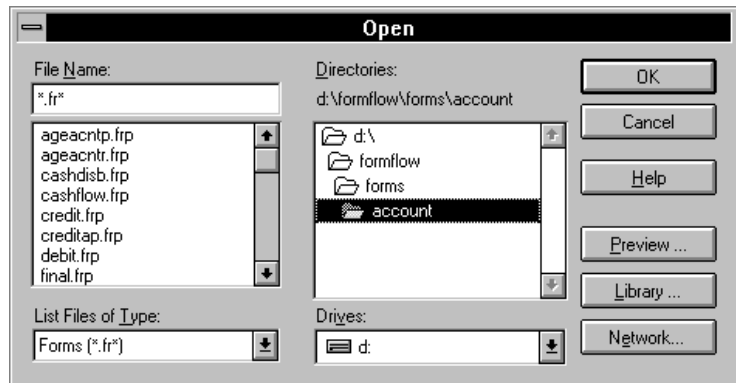 Open
File Name:
*.fr*
ageacntp.frp
ageacntr.frp
cashdisb.frp
cashflow.frp
credit.frp
creditap.frp
debit.frp
final.frp
List Files of Type:
Forms (*.fr*)
Directories:
d:\formflow\forms\account
d:\
formflow
forms
account
Drives:
d:
OK
Cancel
Help
Preview ...
Library ...
Network...